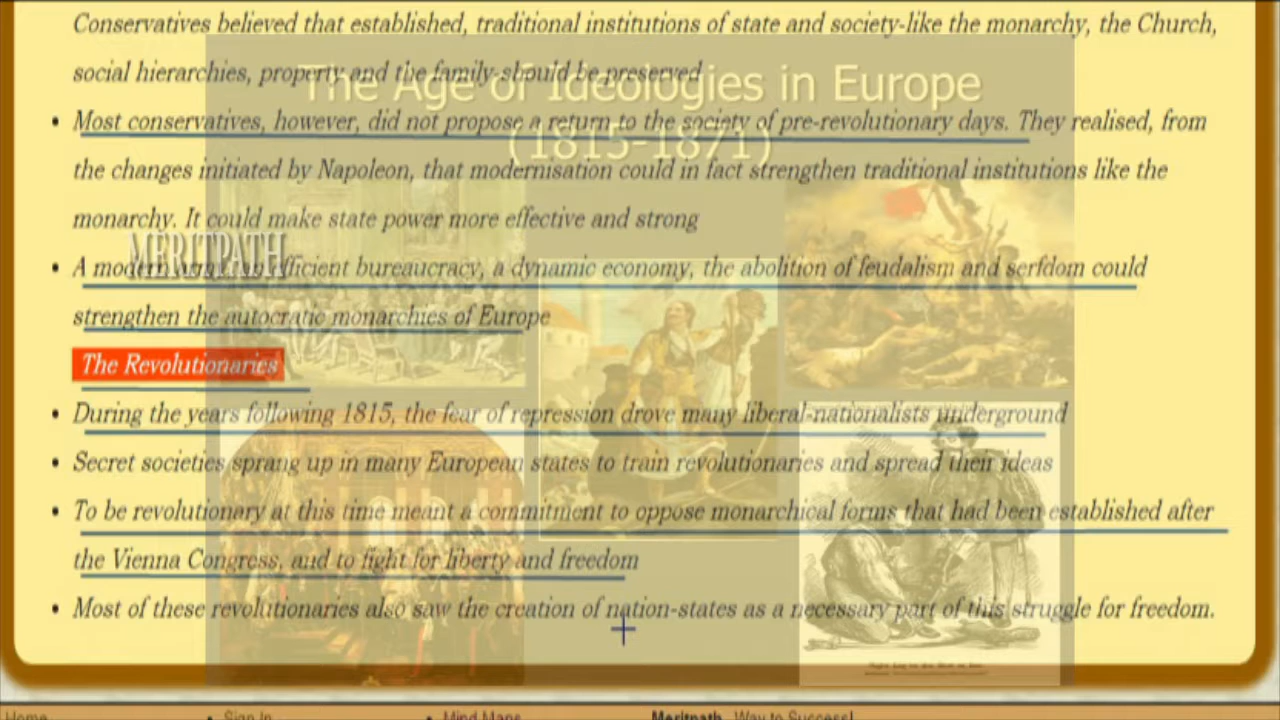 Conservatives believed that established, traditional institutions of state and society-like the monarchy, the Church,
social hierarchies, property and the family-should be preserved
The Age of Ideologies in Europe
• Most conservatives, however, did not propose a return to the society of pre-revolutionary days. They realised, from
(1815-1871)
the changes initiated by Napoleon, that modernisation could in fact strengthen traditional institutions like the
monarchy. It could make state power more effective and strong
MERITPATH
• A modern efficient bureaucracy, a dynamic economy, the abolition of feudalism and serfdom could
strengthen the autocratic monarchies of Europe
The Revolutionaries
• During the years following 1815, the fear of repression drove many liberal-nationalists underground
• Secret societies sprang up in many European states to train revolutionaries and spread their ideas
• To be revolutionary at this time meant a commitment to oppose monarchical forms that had been established after
the Vienna Congress, and to fight for liberty and freedom
• Most of these revolutionaries also saw the creation of nation-states as a necessary part of this struggle for freedom.
Home • Sign In • Mind Maps Meritpath Way to Success!